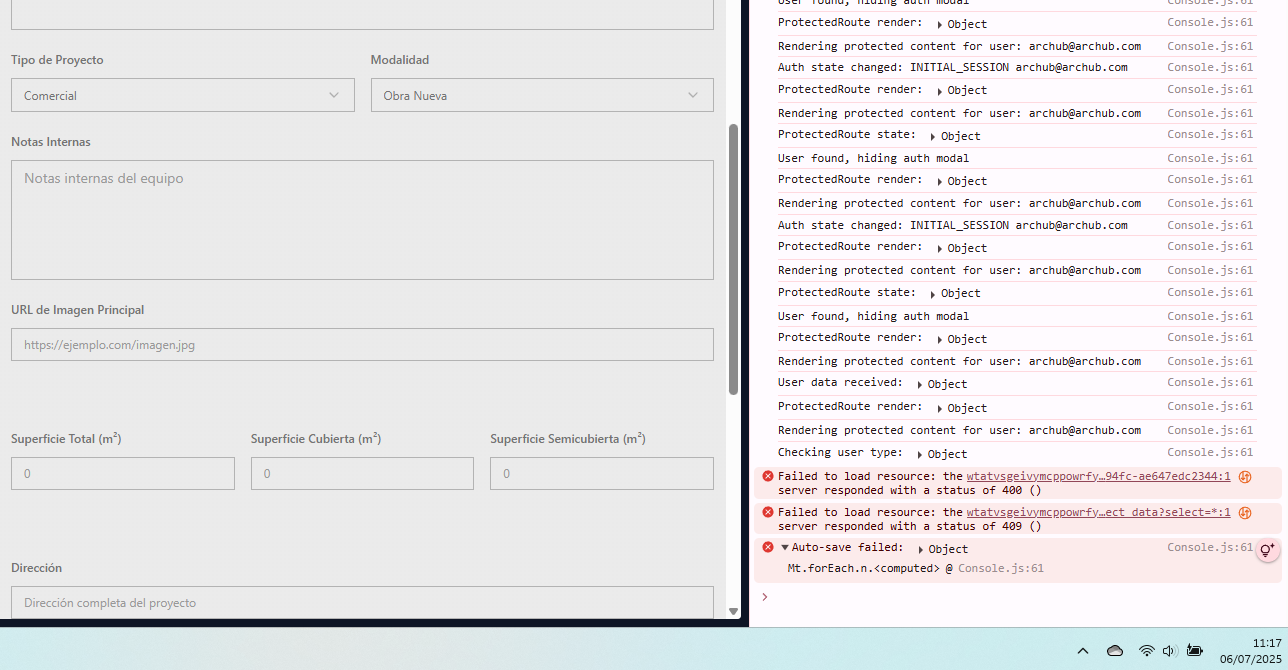 Tipo de Proyecto
Modalidad
Comercial
Obra Nueva
Notas Internas
Notas internas del equipo
URL de Imagen Principal
https://ejemplo.com/imagen.jpg
Superficie Total (m²)
Superficie Cubierta (m²)
Superficie Semicubierta (m²)
0
0
0
Dirección
Dirección completa del proyecto
User found, hiding auth modal Console.js:61
ProtectedRoute render: Object Console.js:61
Rendering protected content for user: archub@archub.com Console.js:61
Auth state changed: INITIAL_SESSION archub@archub.com Console.js:61
ProtectedRoute render: Object Console.js:61
Rendering protected content for user: archub@archub.com Console.js:61
ProtectedRoute state: Object Console.js:61
User found, hiding auth modal Console.js:61
ProtectedRoute render: Object Console.js:61
Rendering protected content for user: archub@archub.com Console.js:61
Auth state changed: INITIAL_SESSION archub@archub.com Console.js:61
ProtectedRoute render: Object Console.js:61
Rendering protected content for user: archub@archub.com Console.js:61
ProtectedRoute state: Object Console.js:61
User found, hiding auth modal Console.js:61
ProtectedRoute render: Object Console.js:61
Rendering protected content for user: archub@archub.com Console.js:61
User data received: Object Console.js:61
ProtectedRoute render: Object Console.js:61
Rendering protected content for user: archub@archub.com Console.js:61
Checking user type: Object Console.js:61
Failed to load resource: the wtatvsgeivymcppowrfy…94fc-ae647edc2344:1
server responded with a status of 400 ()
Failed to load resource: the wtatvsgeivymcppowrfy…ect_data?select=*:1
server responded with a status of 409 ()
Auto-save failed: Object Console.js:61
Mt.forEach.n.<computed> @ Console.js:61
11:17
06/07/2025